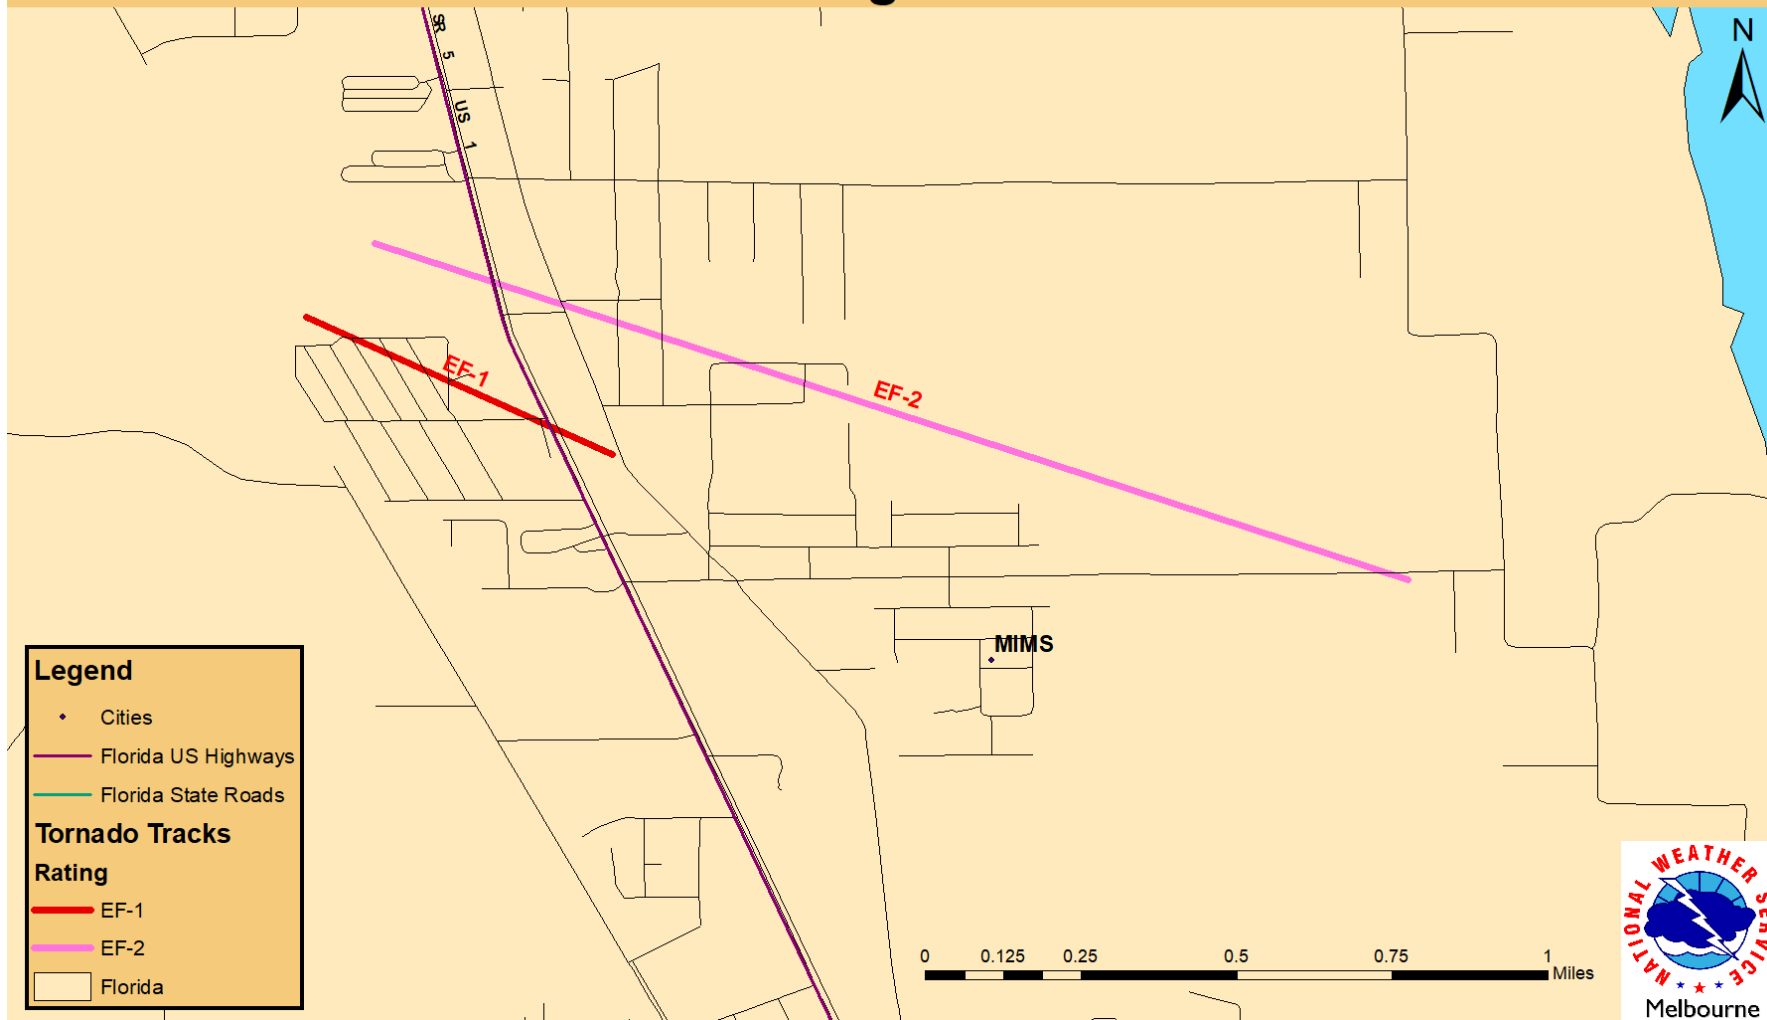 N
SR 5
US 1
EF-1
EF-2
MIMS
Legend
Cities
Florida US Highways
Florida State Roads
Tornado Tracks
Rating
EF-1
EF-2
Florida
0 0.125 0.25 0.5 0.75 1
Miles
NATIONAL WEATHER SERVICE
Melbourne